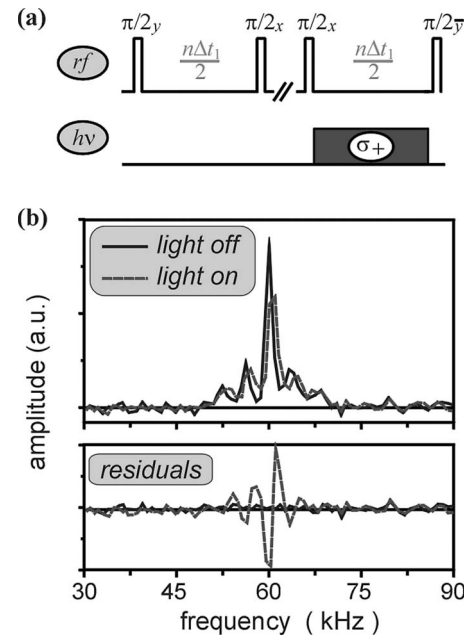 (a)
π/2y π/2x π/2x π/2y̅
rf nΔt1/2 nΔt1/2
hν σ+
(b)
light off
light on
amplitude (a.u.)
residuals
30 45 60 75 90
frequency ( kHz)